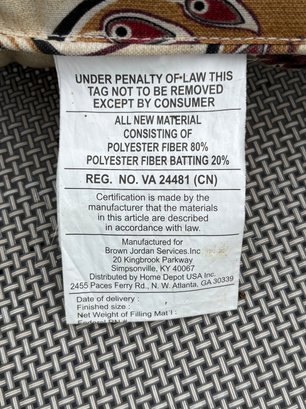 UNDER PENALTY OF LAW THIS
TAG NOT TO BE REMOVED
EXCEPT BY CONSUMER
ALL NEW MATERIAL
CONSISTING OF
POLYESTER FIBER 80%
POLYESTER FIBER BATTING 20%
REG. NO. VA 24481 (CN)
Certification is made by the
manufacturer that the materials
in this article are described
in accordance with law.
Manufactured for
Brown Jordan Services.Inc
20 Kingbrook Parkway
Simpsonville, KY 40067
Distributed by Home Depot USA Inc.
2455 Paces Ferry Rd., N. W. Atlanta, GA 30339
Date of delivery :
Finished size :
Net Weight of Filling Mat'l :